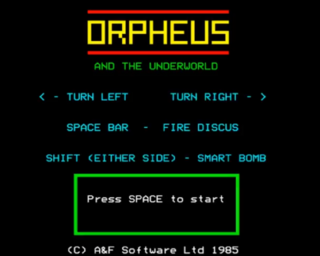 ORPHEUS
AND THE UNDERWORLD
< - TURN LEFT TURN RIGHT - >
SPACE BAR - FIRE DISCUS
SHIFT (EITHER SIDE) - SMART BOMB
Press SPACE to start
(C) A&F Software Ltd 1985